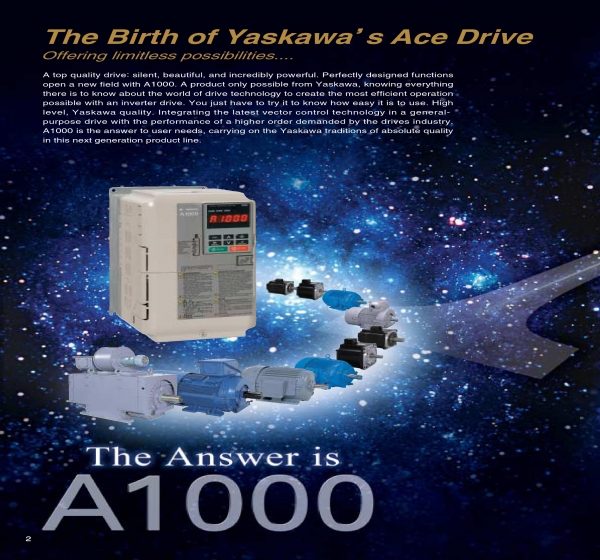 The Birth of Yaskawa's Ace Drive
Offering limitless possibilities....
A top quality drive: silent, beautiful, and incredibly powerful. Perfectly designed functions
open a new field with A1000. A product only possible from Yaskawa, knowing everything
there is to know about the world of drive technology to create the most efficient operation
possible with an inverter drive. You just have to try it to know how easy it is to use. High
level, Yaskawa quality. Integrating the latest vector control technology in a general-
purpose drive with the performance of a higher order demanded by the drives industry,
A1000 is the answer to user needs, carrying on the Yaskawa traditions of absolute quality
in this next generation product line.
A1000
A1000
The Answer is
A1000
2